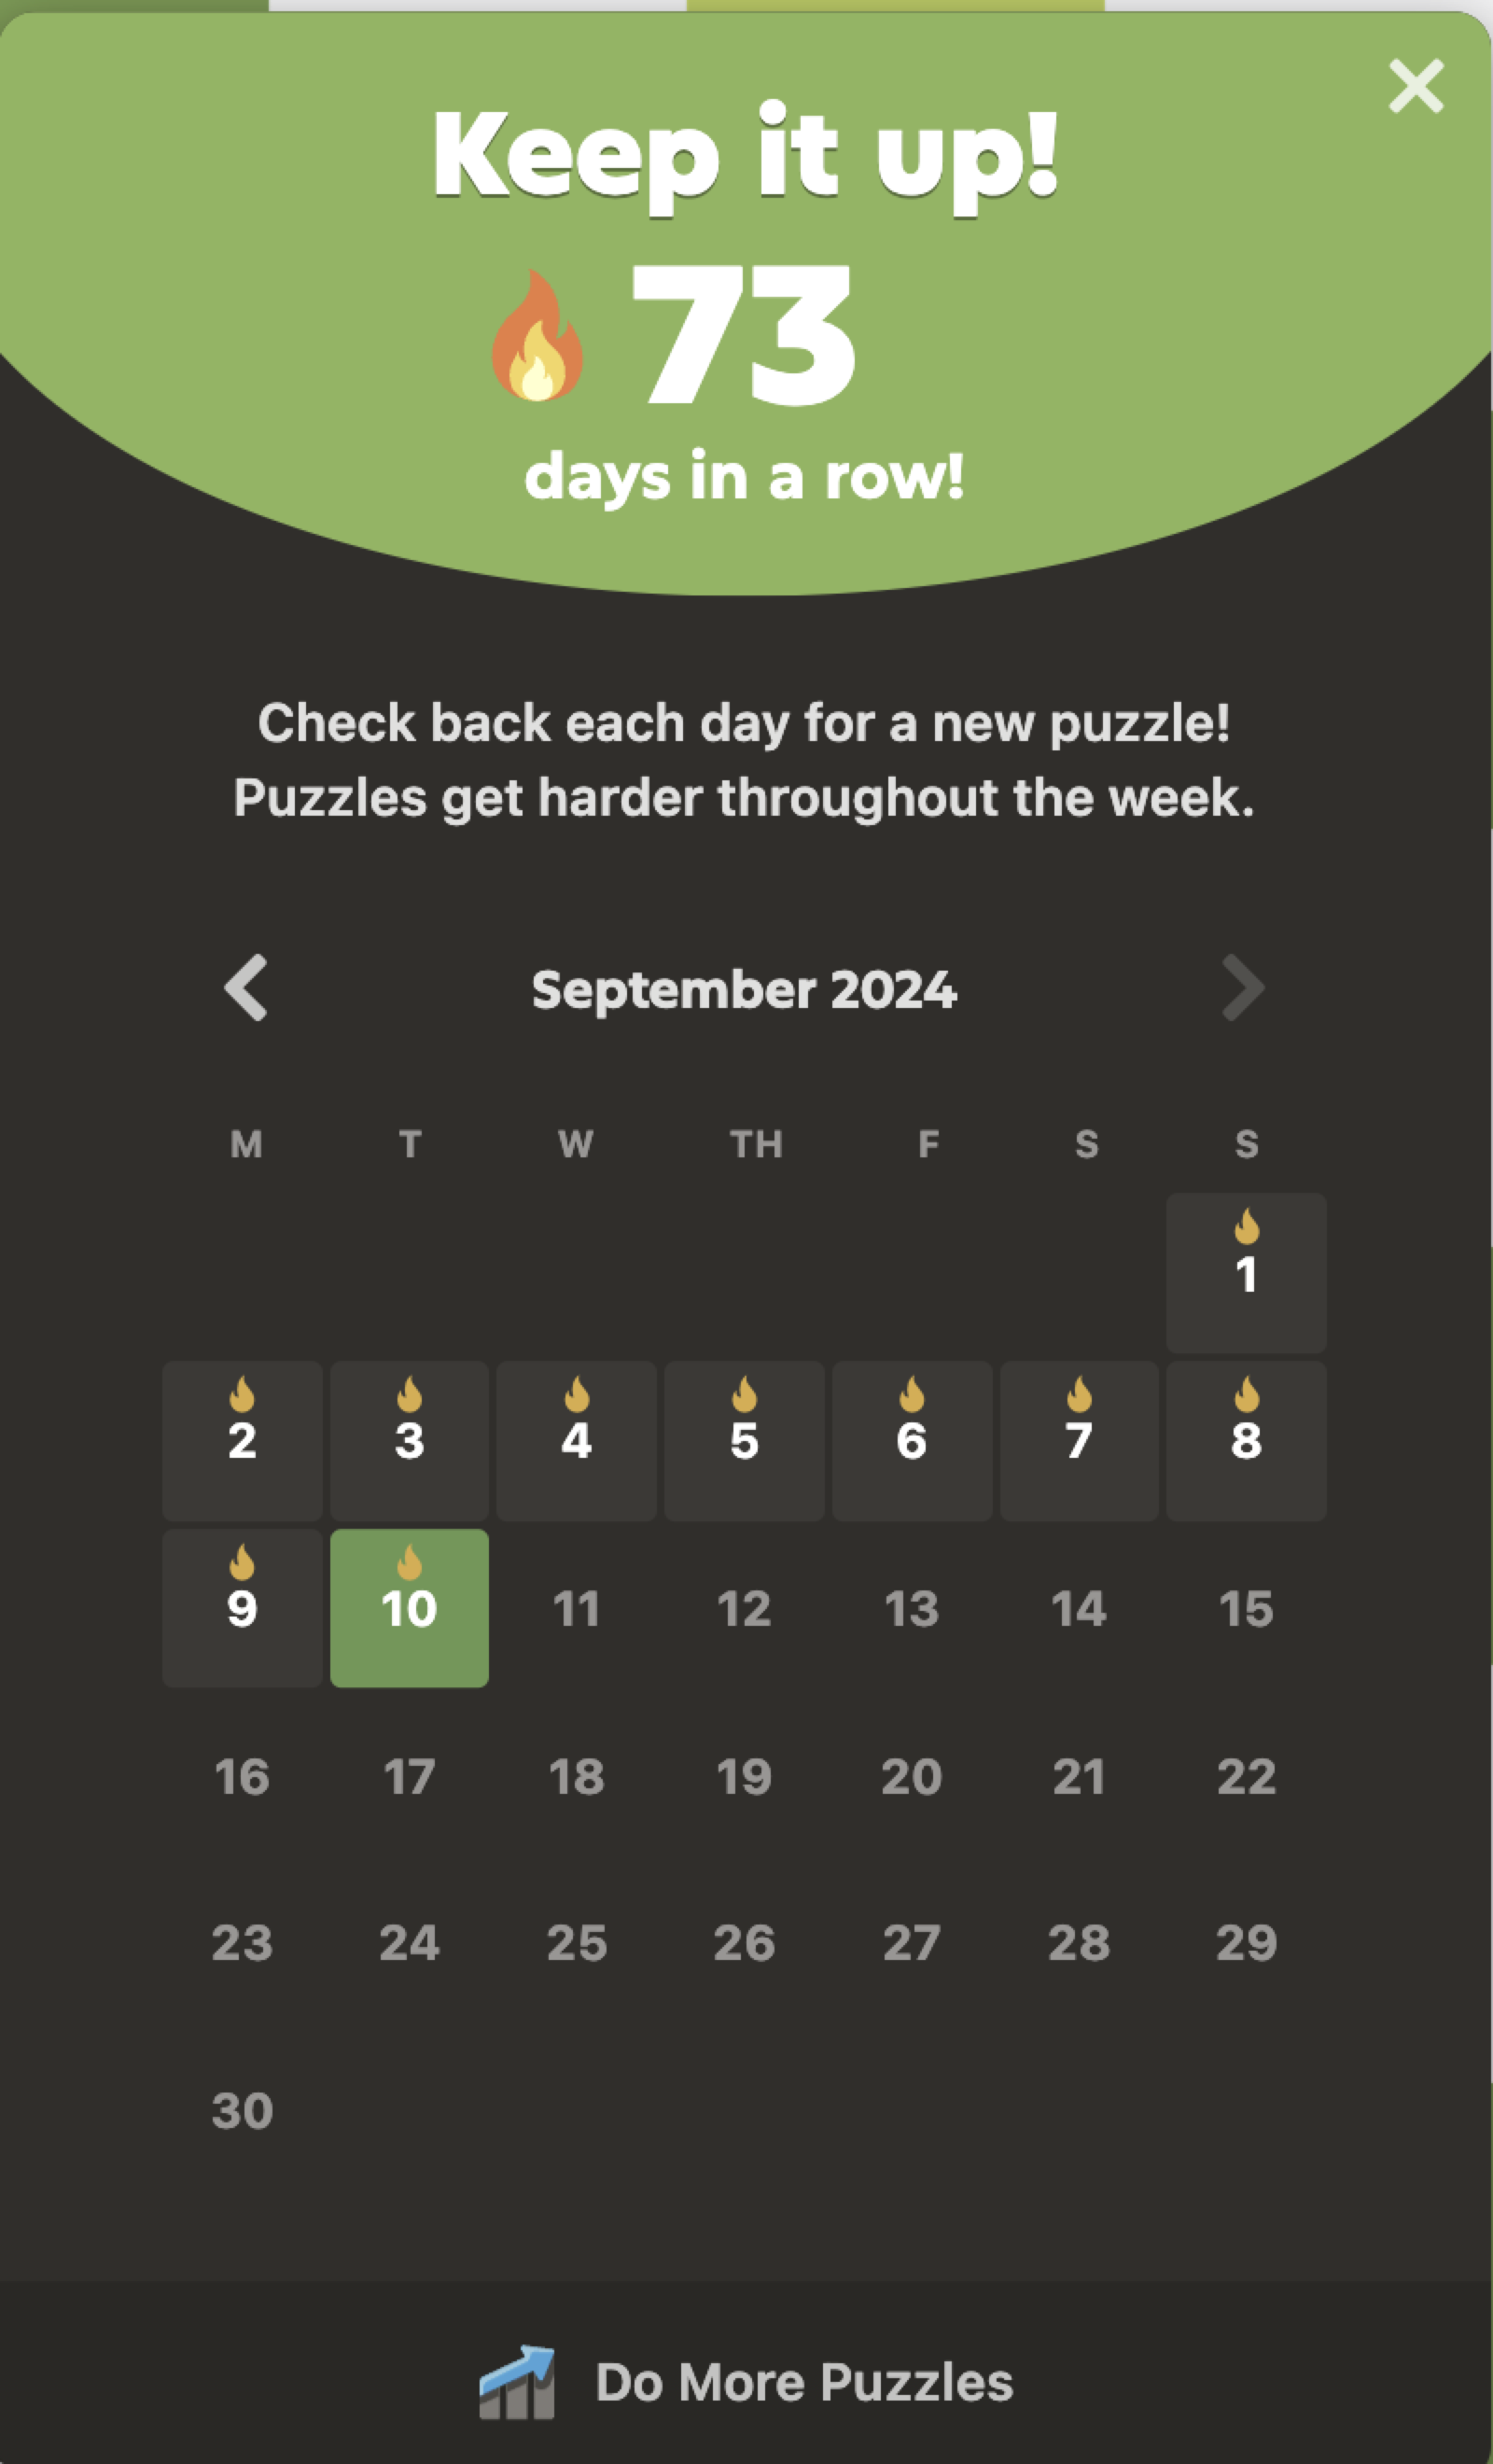 Keep it up!
73
days in a row!
Check back each day for a new puzzle!
Puzzles get harder throughout the week.
September 2024
M T W TH F S S
1
2 3 4 5 6 7 8
9 10 11 12 13 14 15
16 17 18 19 20 21 22
23 24 25 26 27 28 29
30
Do More Puzzles